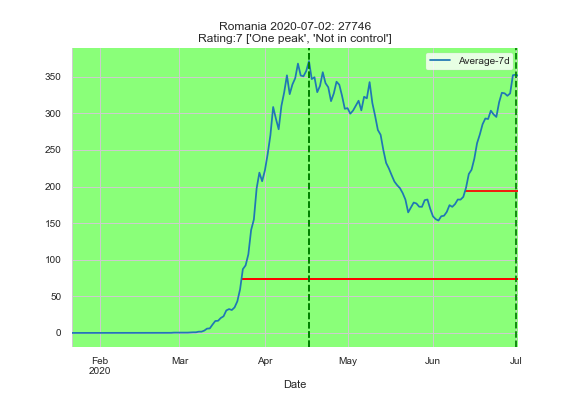 Romania 2020-07-02: 27746
Rating:7 ['One peak', 'Not in control']
Average-7d
350
300
250
200
150
100
50
0
Feb
2020
Mar
Apr
May
Jun
Jul
Date